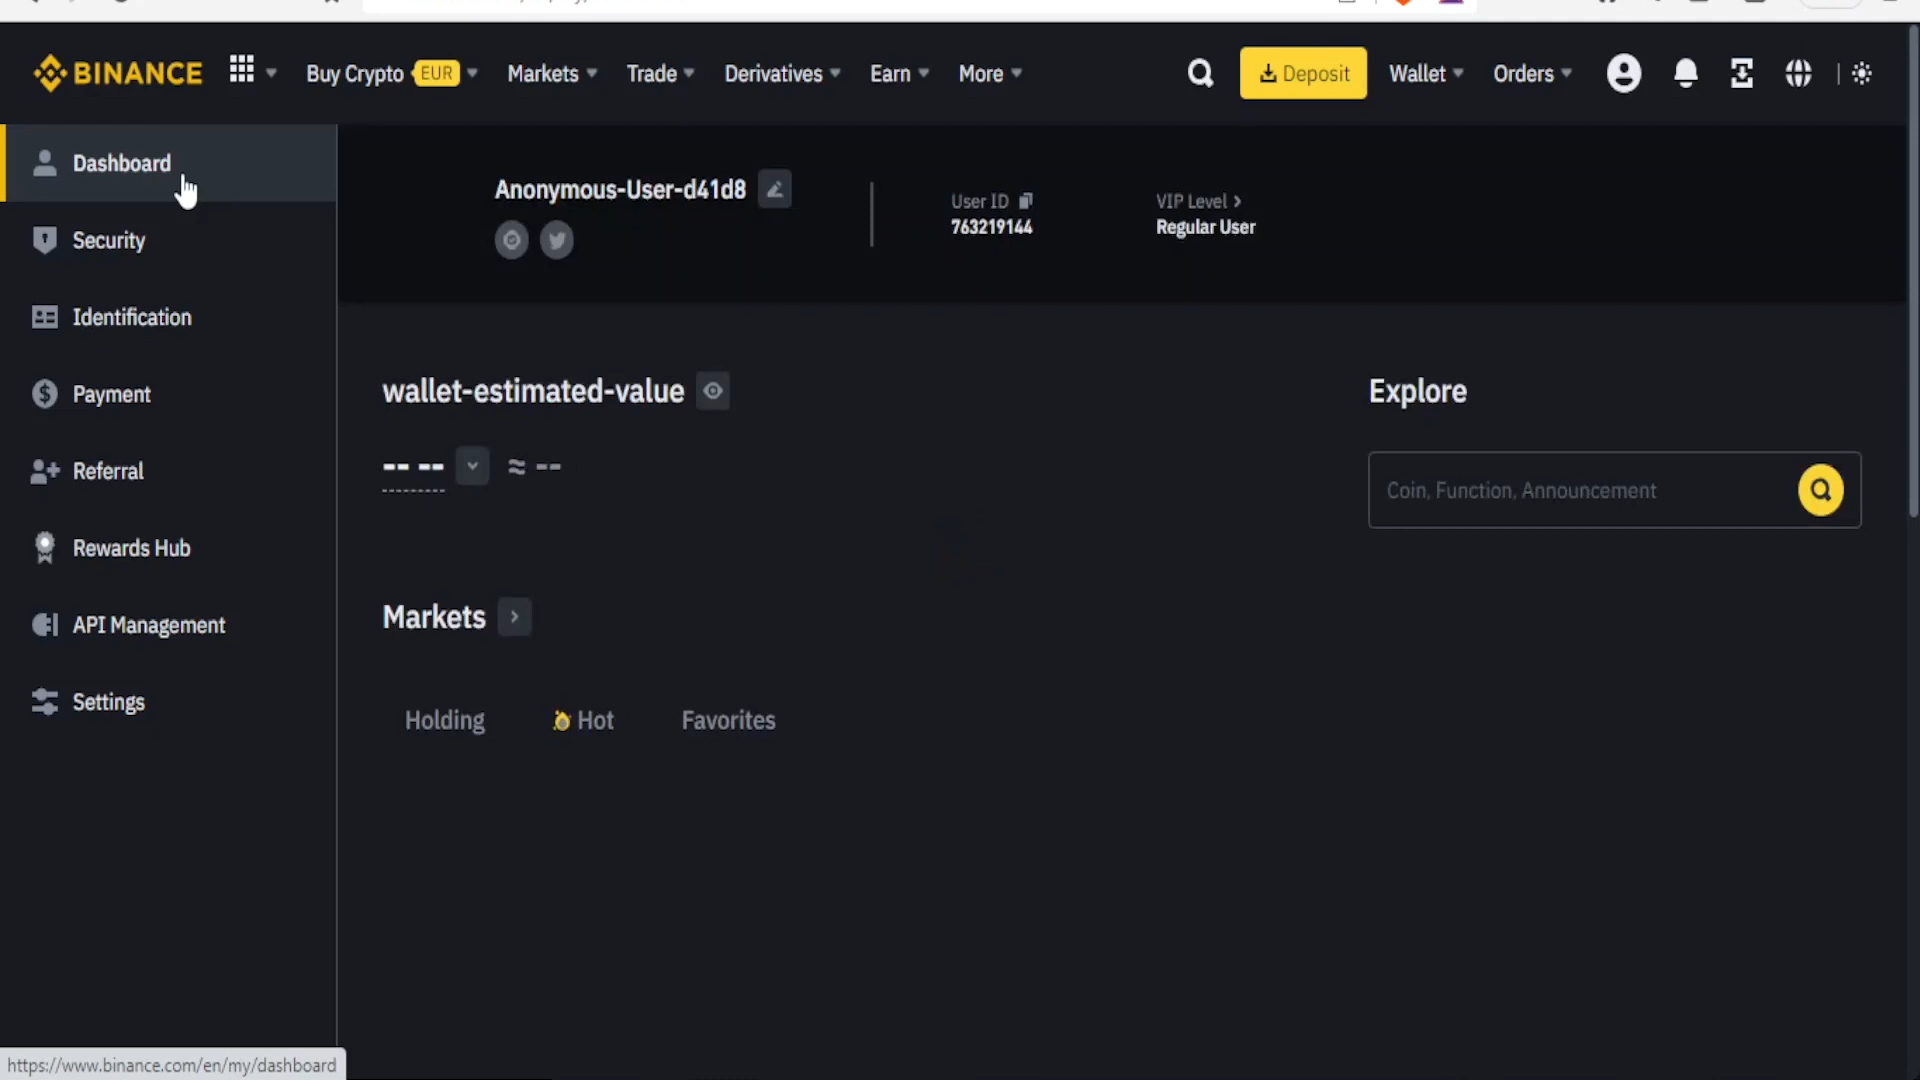 BINANCE Buy Crypto EUR Markets Trade Derivatives Earn More Deposit Wallet Orders
Dashboard
Security
Identification
Payment
Referral
Rewards Hub
API Management
Settings
Anonymous-User-d41d8
User ID
763219144
VIP Level >
Regular User
wallet-estimated-value
-- -- ≈ --
Explore
Coin, Function, Announcement
Markets >
Holding Hot Favorites
https://www.binance.com/en/my/dashboard